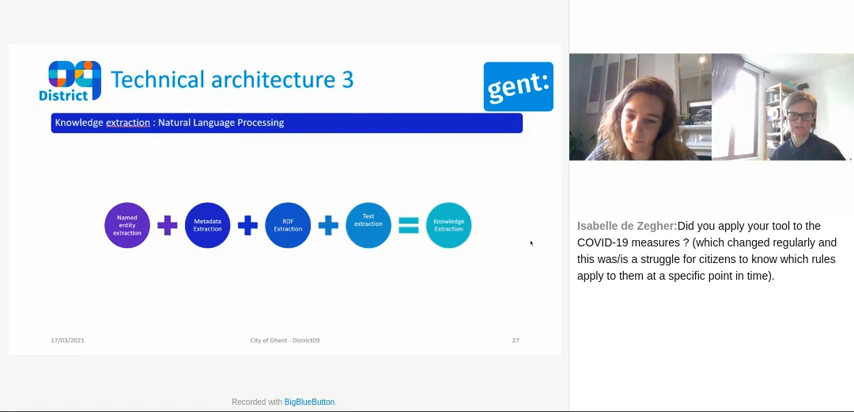 District
Technical architecture 3
gent:
Knowledge extraction : Natural Language Processing
Named
entity
extraction
Metadata
Extraction
RDF
Extraction
Text
extraction
Knowledge
Extraction
17/03/2021
City of Ghent - District09
27
Recorded with BigBlueButton.
Isabelle de Zegher:Did you apply your tool to the
COVID-19 measures ? (which changed regularly and
this was/is a struggle for citizens to know which rules
apply to them at a specific point in time).